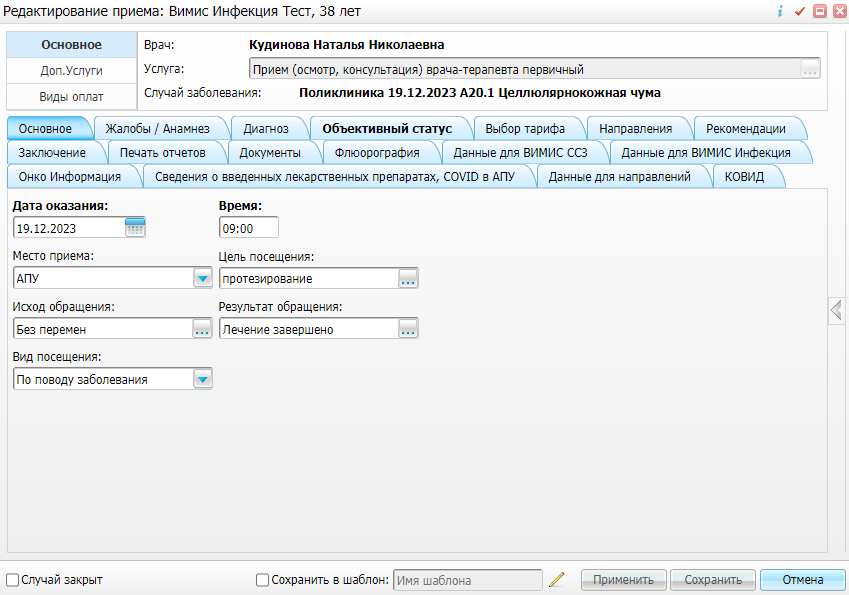 Редактирование приема: Вимис Инфекция Тест, 38 лет
Основное
Доп.Услуги
Виды оплат
Врач: Кудинова Наталья Николаевна
Услуга: Прием (осмотр, консультация) врача-терапевта первичный
Случай заболевания: Поликлиника 19.12.2023 A20.1 Целлюлярнокожная чума
Основное Жалобы / Анамнез Диагноз Объективный статус Выбор тарифа Направления Рекомендации
Заключение Печать отчетов Документы Флюорография Данные для ВИМИС ССЗ Данные для ВИМИС Инфекция
Онко Информация Сведения о введенных лекарственных препаратах, COVID в АПУ Данные для направлений КОВИД
Дата оказания: Время:
19.12.2023 09:00
Место приема: Цель посещения:
АПУ протезирование
Исход обращения: Результат обращения:
Без перемен Лечение завершено
Вид посещения:
По поводу заболевания
Случай закрыт Сохранить в шаблон: Имя шаблона Применить Сохранить Отмена